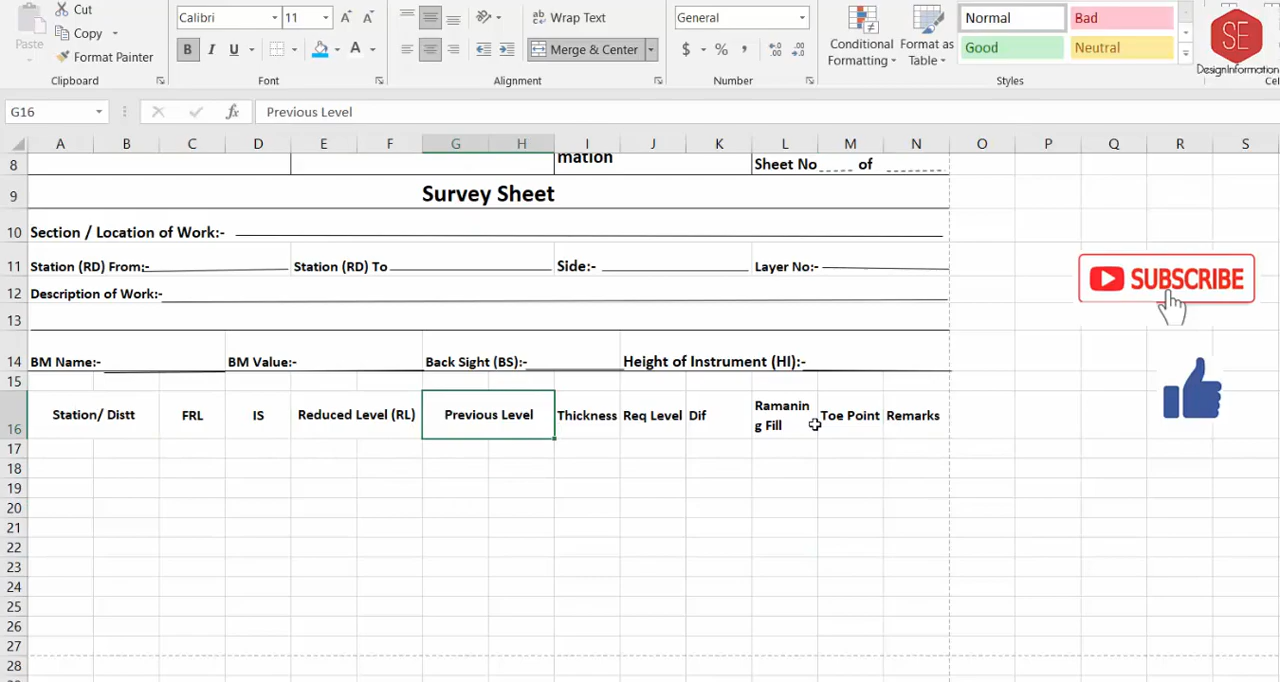 Cut
Calibri 11 A A Wrap Text General Normal Bad
Paste Copy
Format Painter B I U A Merge & Center $ % , Conditional Formatting Format as Table Good Neutral SE
DesignInformation
Clipboard Font Alignment Number Styles Cel
G16 fx Previous Level
A B C D E F G H I J K L M N O P Q R S
8 mation Sheet No of
9 Survey Sheet
10 Section / Location of Work:-
11 Station (RD) From:- Station (RD) To Side:- Layer No:-
SUBSCRIBE
12 Description of Work:-
13
14 BM Name:- BM Value:- Back Sight (BS):- Height of Instrument (HI):-
15
16 Station/ Distt FRL IS Reduced Level (RL) Previous Level Thickness Req Level Dif Ramaning Fill Toe Point Remarks
17
18
19
20
21
22
23
24
25
26
27
28